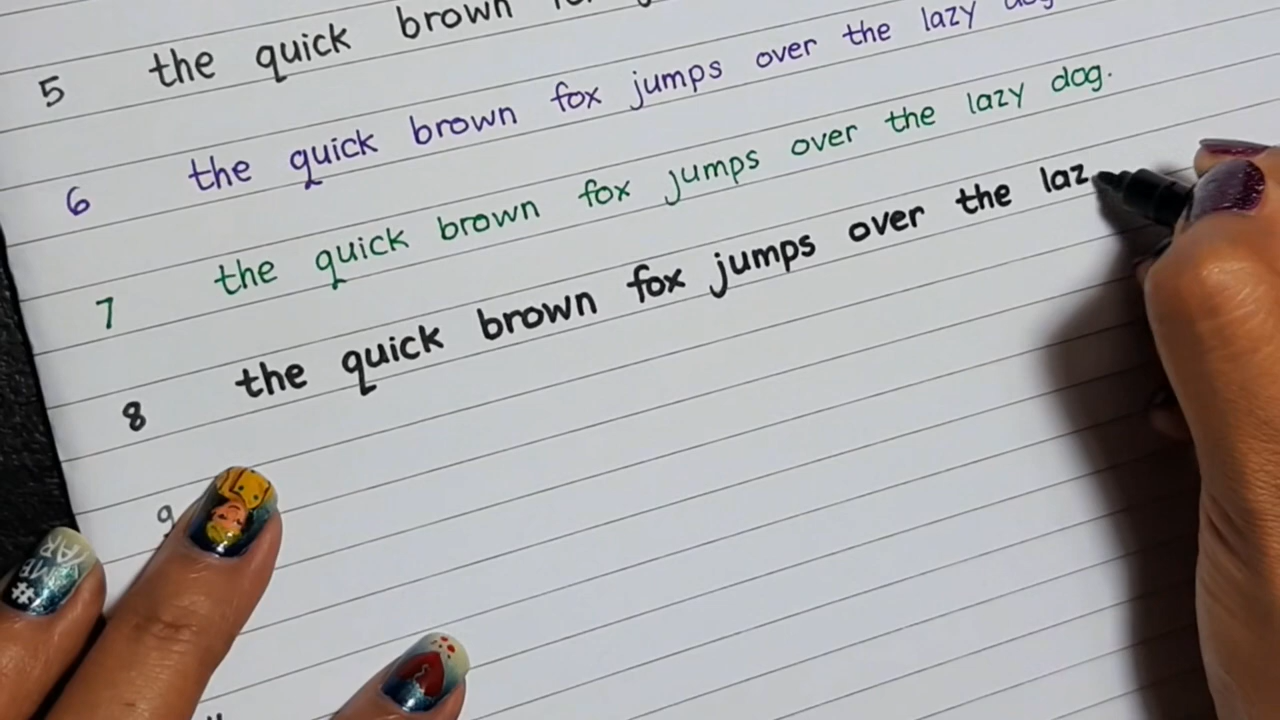 5 the quick brown
6 the quick brown fox jumps over the lazy dog
7 the quick brown fox jumps over the lazy dog.
8 the quick brown fox jumps over the laz
9